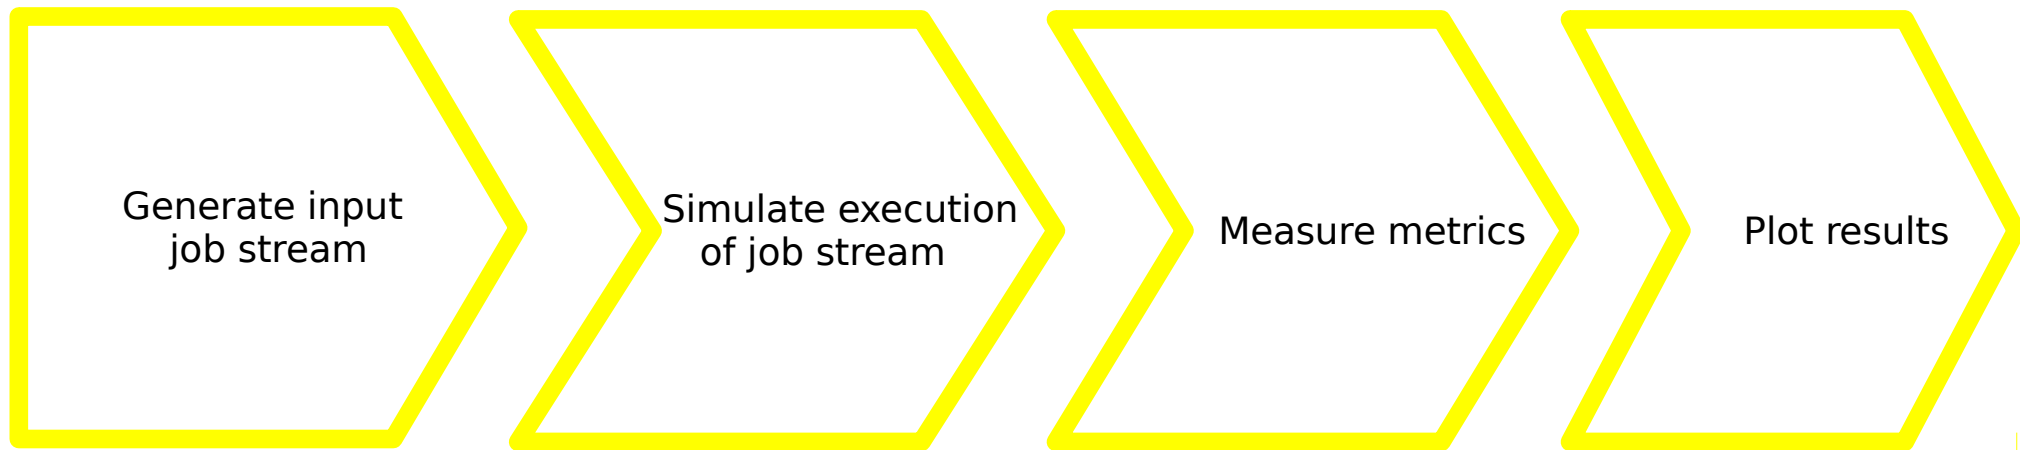 Generate input
job stream
Simulate execution
of job stream
Measure metrics
Plot results